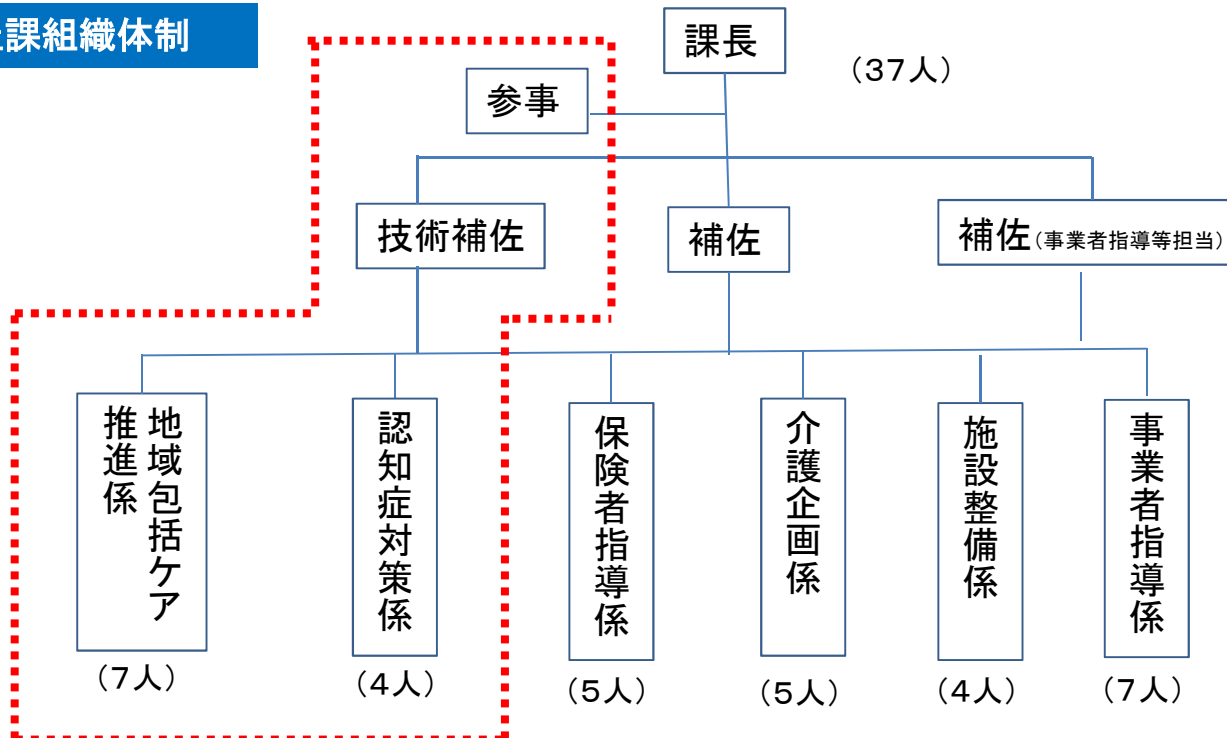 課組織体制
課長
（37人）
参事
技術補佐
補佐
補佐（事業者指導等担当）
地域包括ケア
推進係
認知症対策係
保険者指導係
介護企画係
施設整備係
事業者指導係
（7人）
（4人）
（5人）
（5人）
（4人）
（7人）